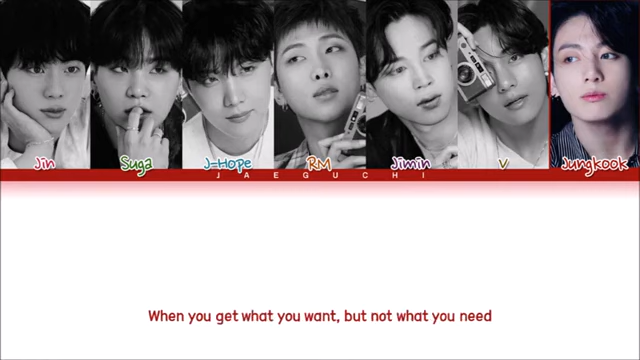 Jin Suga J-Hope RM Jimin V Jungkook
JAEGUCHI
When you get what you want, but not what you need